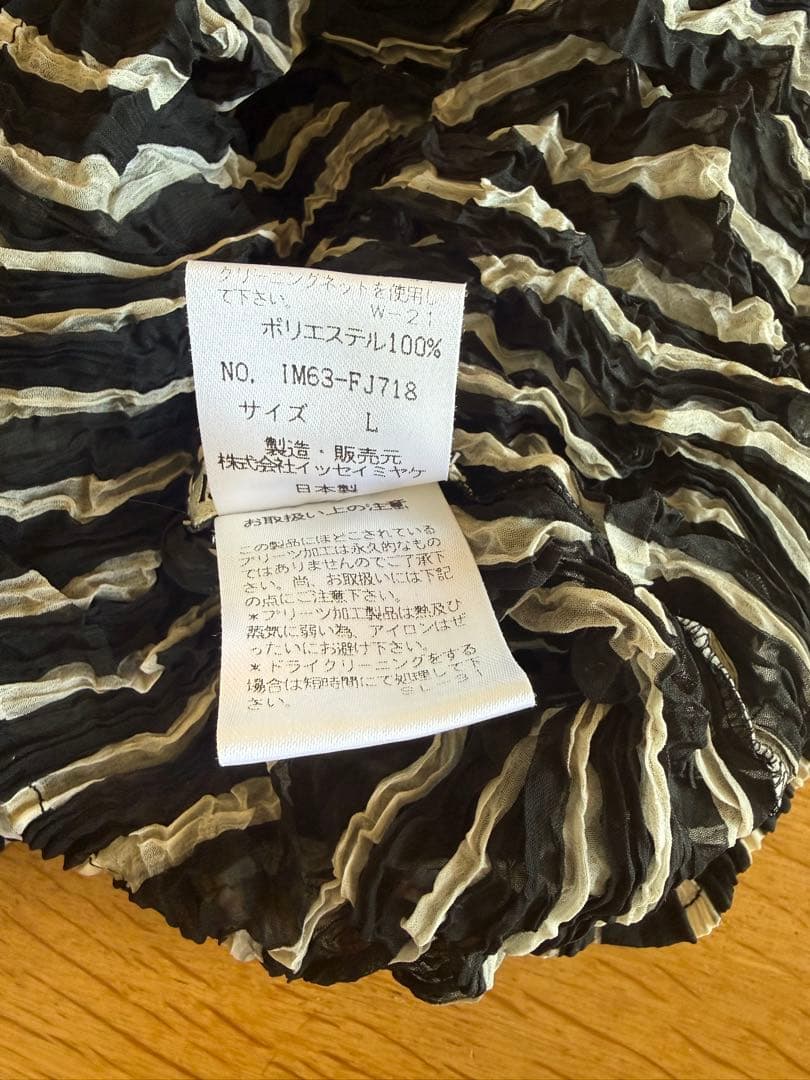 クリーニングネットを使用し
て下さい。
W-21
ポリエステル100%
NO. IM63-FJ718
サイズ L
製造・販売元
株式会社イッセイミヤケ
日本製
お取扱い上の注意
この製品にほどこされている
プリーツ加工は永久的なもの
ではありませんのでご了承下
さい。尚、お取扱いには下記
の点にご注意下さい。
*プリーツ加工製品は熱及び
蒸気に弱い為、アイロンはぜ
ったいにお避け下さい。
*ドライクリーニングをする
場合は短時間にて処理して下
さい。 SL-31